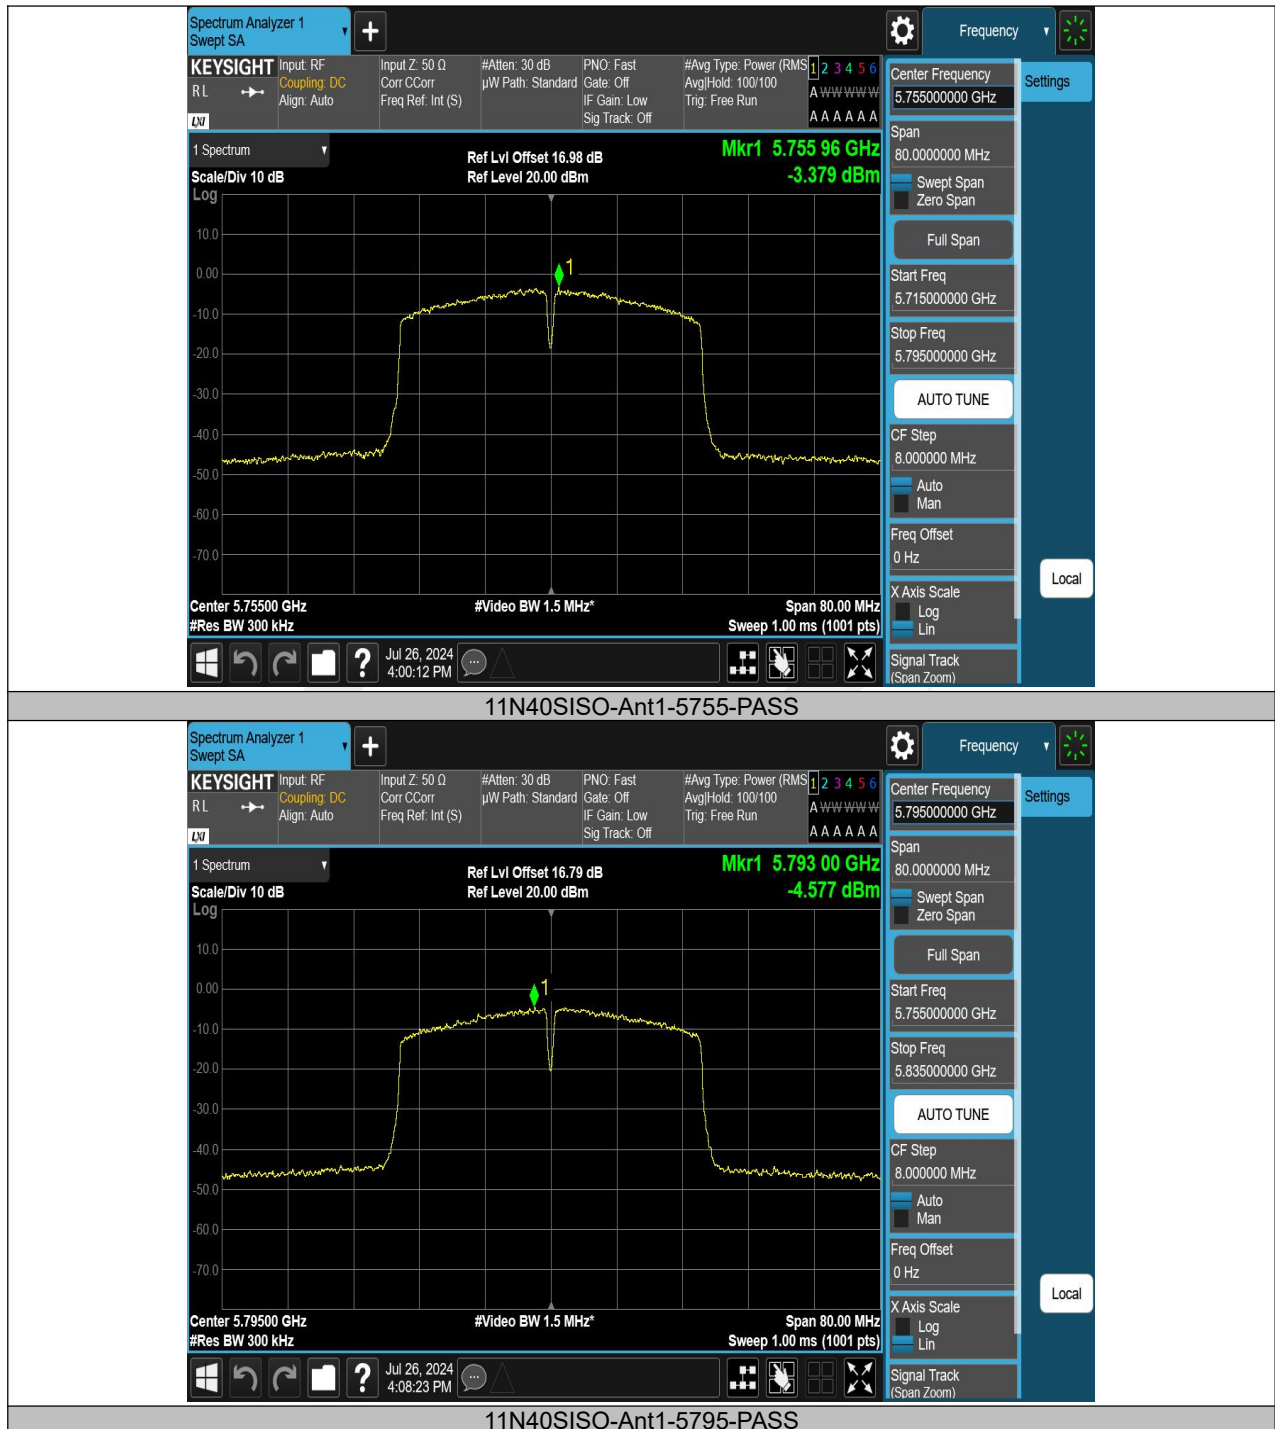 Spectrum Analyzer 1
Swept SA
+
Frequency
KEYSIGHT
R L
LXI
Input: RF
Coupling: DC
Align: Auto
Input Z: 50 Ω
Corr CCorr
Freq Ref: Int (S)
#Atten: 30 dB
µW Path: Standard
PNO: Fast
Gate: Off
IF Gain: Low
Sig Track: Off
#Avg Type: Power (RMS
Avg|Hold: 100/100
Trig: Free Run
1 2 3 4 5 6
A W W W W W
A A A A A A
1 Spectrum
Scale/Div 10 dB
Ref Lvl Offset 16.98 dB
Ref Level 20.00 dBm
Mkr1 5.755 96 GHz
-3.379 dBm
Log
10.0
0.00
-10.0
-20.0
-30.0
-40.0
-50.0
-60.0
-70.0
1
Center 5.75500 GHz
#Res BW 300 kHz
#Video BW 1.5 MHz*
Span 80.00 MHz
Sweep 1.00 ms (1001 pts)
Center Frequency
5.755000000 GHz
Settings
Span
80.0000000 MHz
Swept Span
Zero Span
Full Span
Start Freq
5.715000000 GHz
Stop Freq
5.795000000 GHz
AUTO TUNE
CF Step
8.000000 MHz
Auto
Man
Freq Offset
0 Hz
Local
X Axis Scale
Log
Lin
Signal Track
(Span Zoom)
?
Jul 26, 2024
4:00:12 PM
11N40SISO-Ant1-5755-PASS
Spectrum Analyzer 1
Swept SA
+
Frequency
KEYSIGHT
R L
LXI
Input: RF
Coupling: DC
Align: Auto
Input Z: 50 Ω
Corr CCorr
Freq Ref: Int (S)
#Atten: 30 dB
µW Path: Standard
PNO: Fast
Gate: Off
IF Gain: Low
Sig Track: Off
#Avg Type: Power (RMS
Avg|Hold: 100/100
Trig: Free Run
1 2 3 4 5 6
A W W W W W
A A A A A A
1 Spectrum
Scale/Div 10 dB
Ref Lvl Offset 16.79 dB
Ref Level 20.00 dBm
Mkr1 5.793 00 GHz
-4.577 dBm
Log
10.0
0.00
-10.0
-20.0
-30.0
-40.0
-50.0
-60.0
-70.0
1
Center 5.79500 GHz
#Res BW 300 kHz
#Video BW 1.5 MHz*
Span 80.00 MHz
Sweep 1.00 ms (1001 pts)
Center Frequency
5.795000000 GHz
Settings
Span
80.0000000 MHz
Swept Span
Zero Span
Full Span
Start Freq
5.755000000 GHz
Stop Freq
5.835000000 GHz
AUTO TUNE
CF Step
8.000000 MHz
Auto
Man
Freq Offset
0 Hz
Local
X Axis Scale
Log
Lin
Signal Track
(Span Zoom)
?
Jul 26, 2024
4:08:23 PM
11N40SISO-Ant1-5795-PASS